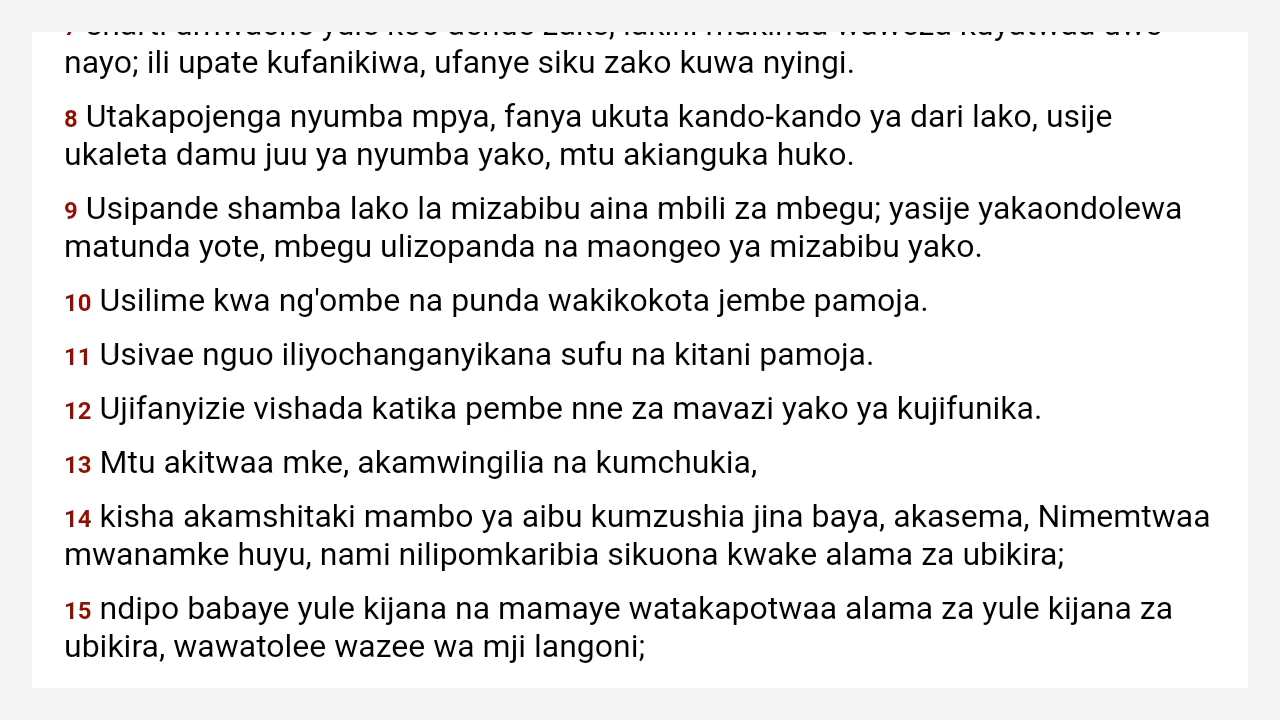 nayo; ili upate kufanikiwa, ufanye siku zako kuwa nyingi.
8 Utakapojenga nyumba mpya, fanya ukuta kando-kando ya dari lako, usije
ukaleta damu juu ya nyumba yako, mtu akianguka huko.
9 Usipande shamba lako la mizabibu aina mbili za mbegu; yasije yakaondolewa
matunda yote, mbegu ulizopanda na maongeo ya mizabibu yako.
10 Usilime kwa ng'ombe na punda wakikokota jembe pamoja.
11 Usivae nguo iliyochanganyikana sufu na kitani pamoja.
12 Ujifanyizie vishada katika pembe nne za mavazi yako ya kujifunika.
13 Mtu akitwaa mke, akamwingilia na kumchukia,
14 kisha akamshitaki mambo ya aibu kumzushia jina baya, akasema, Nimemtwaa
mwanamke huyu, nami nilipomkaribia sikuona kwake alama za ubikira;
15 ndipo babaye yule kijana na mamaye watakapotwaa alama za yule kijana za
ubikira, wawatolee wazee wa mji langoni;